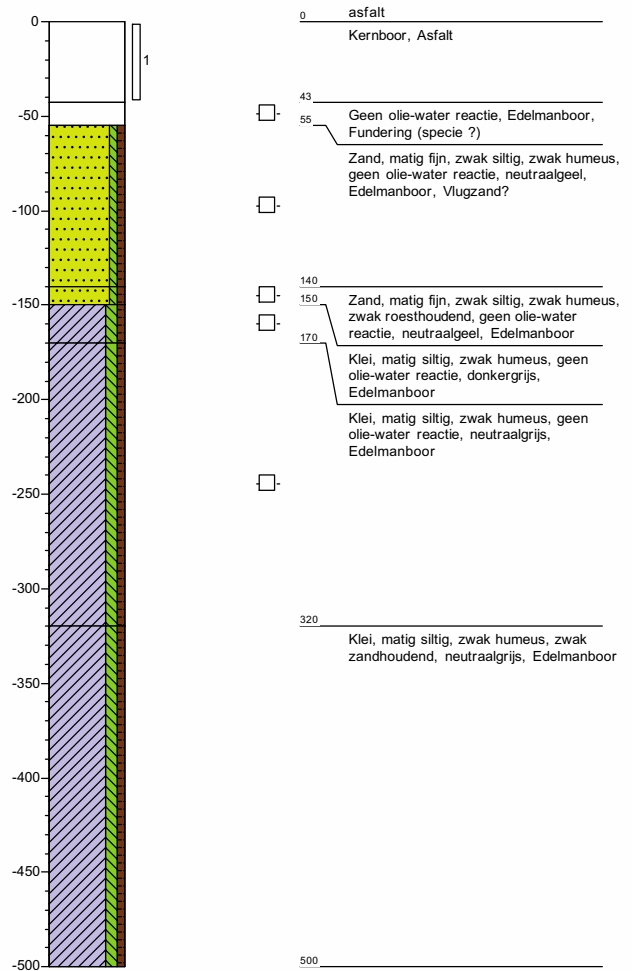 0
-50
-100
-150
-200
-250
-300
-350
-400
-450
-500
1
0 asfalt
Kernboor, Asfalt
43
Geen olie-water reactie, Edelmanboor,
Fundering (specie ?)
55
Zand, matig fijn, zwak siltig, zwak humeus,
geen olie-water reactie, neutraalgeel,
Edelmanboor, Vlugzand?
140
Zand, matig fijn, zwak siltig, zwak humeus,
zwak roesthoudend, geen olie-water
reactie, neutraalgeel, Edelmanboor
150
Klei, matig siltig, zwak humeus, geen
olie-water reactie, donkergrijs,
Edelmanboor
170
Klei, matig siltig, zwak humeus, geen
olie-water reactie, neutraalgrijs,
Edelmanboor
320
Klei, matig siltig, zwak humeus, zwak
zandhoudend, neutraalgrijs, Edelmanboor
500